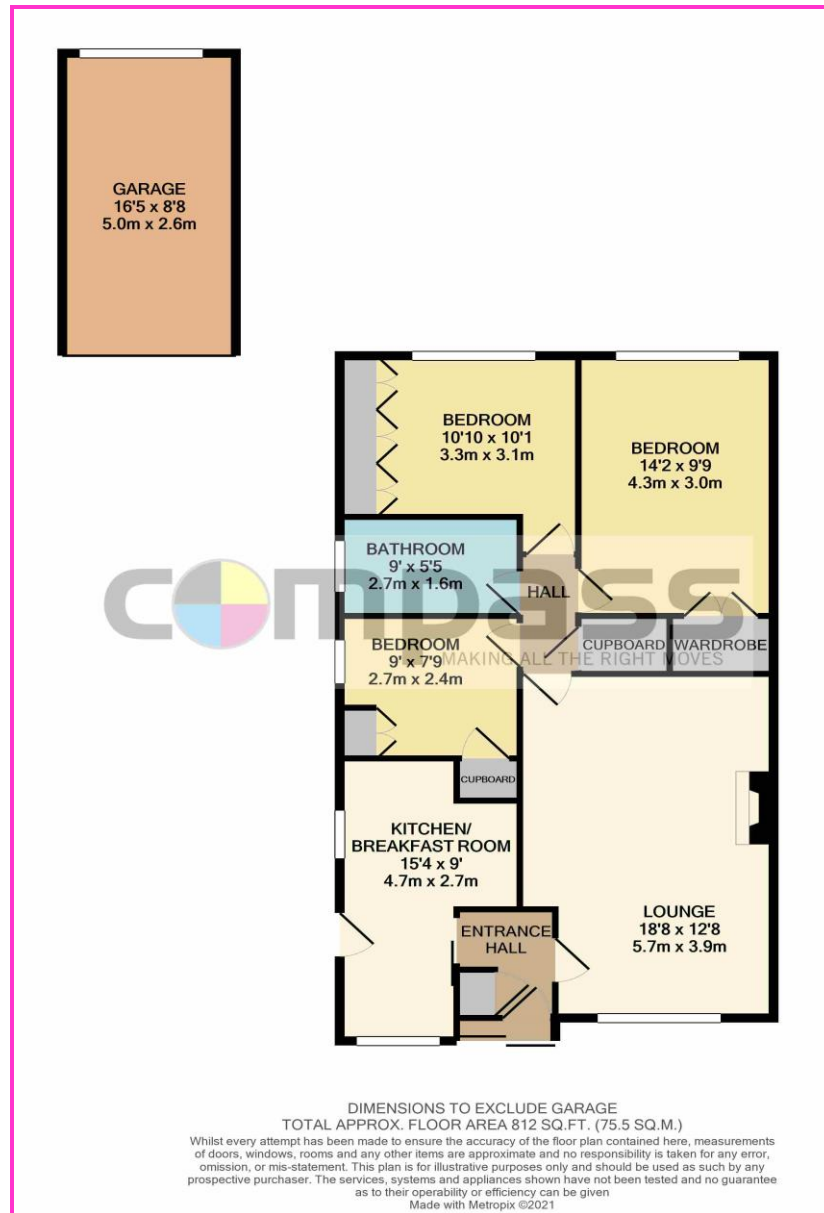 GARAGE
16'5 x 8'8
5.0m x 2.6m
BEDROOM
10'10 x 10'1
3.3m x 3.1m
BEDROOM
14'2 x 9'9
4.3m x 3.0m
BATHROOM
9' x 5'5
2.7m x 1.6m
HALL
compass
MAKING ALL THE RIGHT MOVES
BEDROOM
9' x 7'9
2.7m x 2.4m
CUPBOARD
WARDROBE
CUPBOARD
KITCHEN/
BREAKFAST ROOM
15'4 x 9'
4.7m x 2.7m
LOUNGE
18'8 x 12'8
5.7m x 3.9m
ENTRANCE
HALL
DIMENSIONS TO EXCLUDE GARAGE
TOTAL APPROX. FLOOR AREA 812 SQ.FT. (75.5 SQ.M.)
Whilst every attempt has been made to ensure the accuracy of the floor plan contained here, measurements
of doors, windows, rooms and any other items are approximate and no responsibility is taken for any error,
omission, or mis-statement. This plan is for illustrative purposes only and should be used as such by any
prospective purchaser. The services, systems and appliances shown have not been tested and no guarantee
as to their operability or efficiency can be given
Made with Metropix ©2021